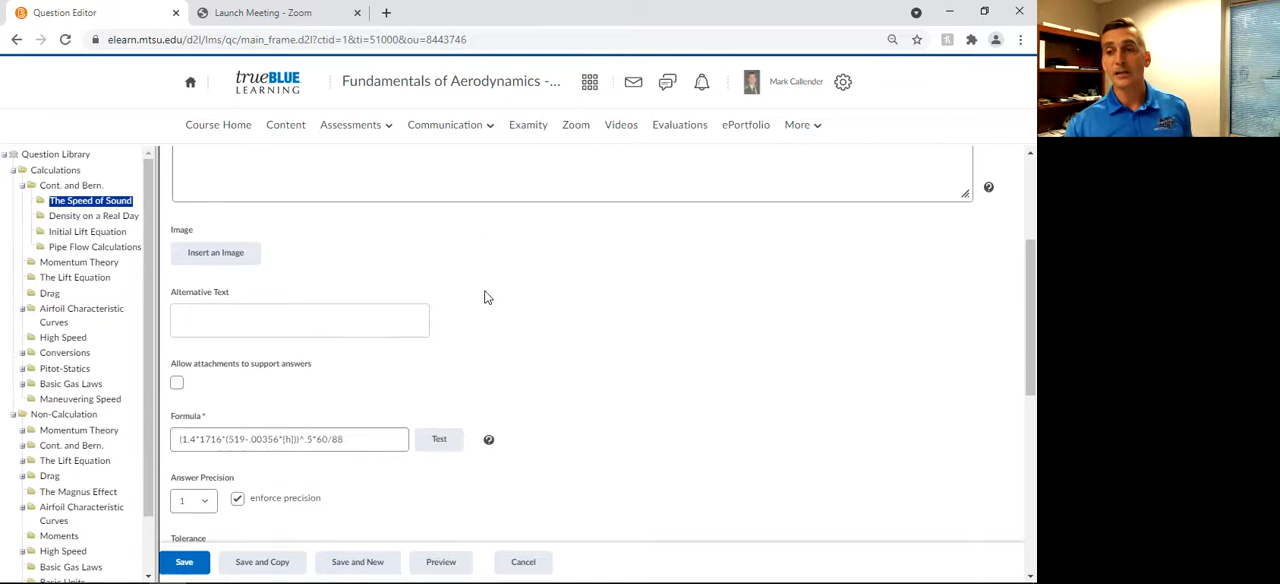 Question Editor
Launch Meeting - Zoom
elearn.mtsu.edu/d2l/lms/qc/main_frame.d2l?ctid=1&ti=51000&ou=8443746
trueBLUE
LEARNING
Fundamentals of Aerodynamics -...
Mark Callender
Course Home Content Assessments Communication Examity Zoom Videos Evaluations ePortfolio More
Question Library
Calculations
Cont. and Bern.
The Speed of Sound
Density on a Real Day
Initial Lift Equation
Pipe Flow Calculations
Momentum Theory
The Lift Equation
Drag
Airfoil Characteristic
Curves
High Speed
Conversions
Pitot-Statics
Basic Gas Laws
Maneuvering Speed
Non-Calculation
Momentum Theory
Cont. and Bern.
The Lift Equation
Drag
The Magnus Effect
Airfoil Characteristic
Curves
Moments
High Speed
Basic Gas Laws
Basic Units
Image
Insert an Image
Alternative Text
Allow attachments to support answers
Formula *
(1.4*1716*(519-.00356*{h}))^.5*60/88
Test
Answer Precision
1
enforce precision
Tolerance
Save Save and Copy Save and New Preview Cancel